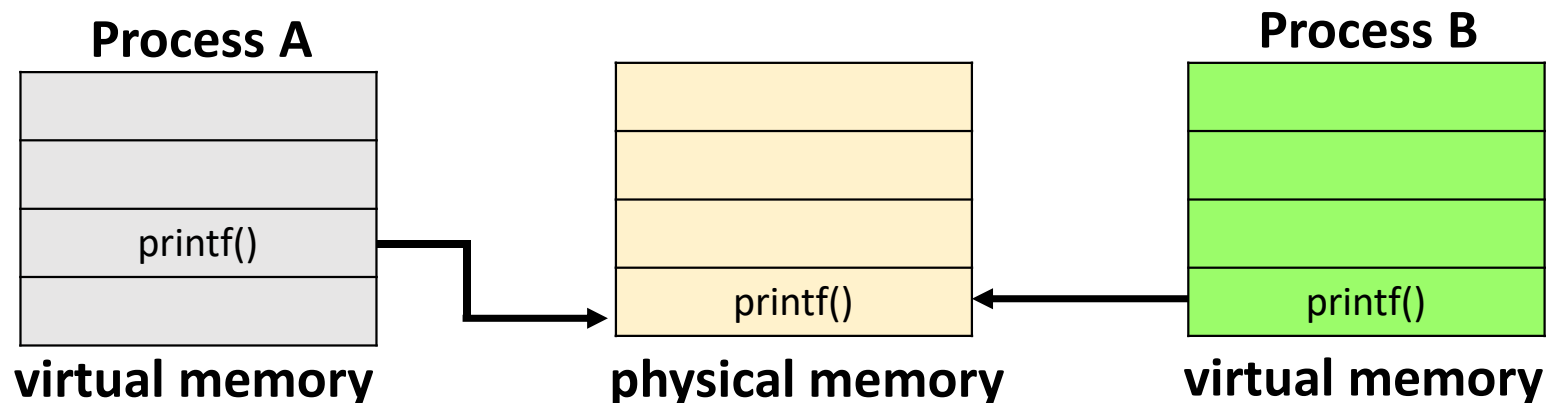 Process A
Process B
printf()
printf()
printf()
virtual memory
physical memory
virtual memory